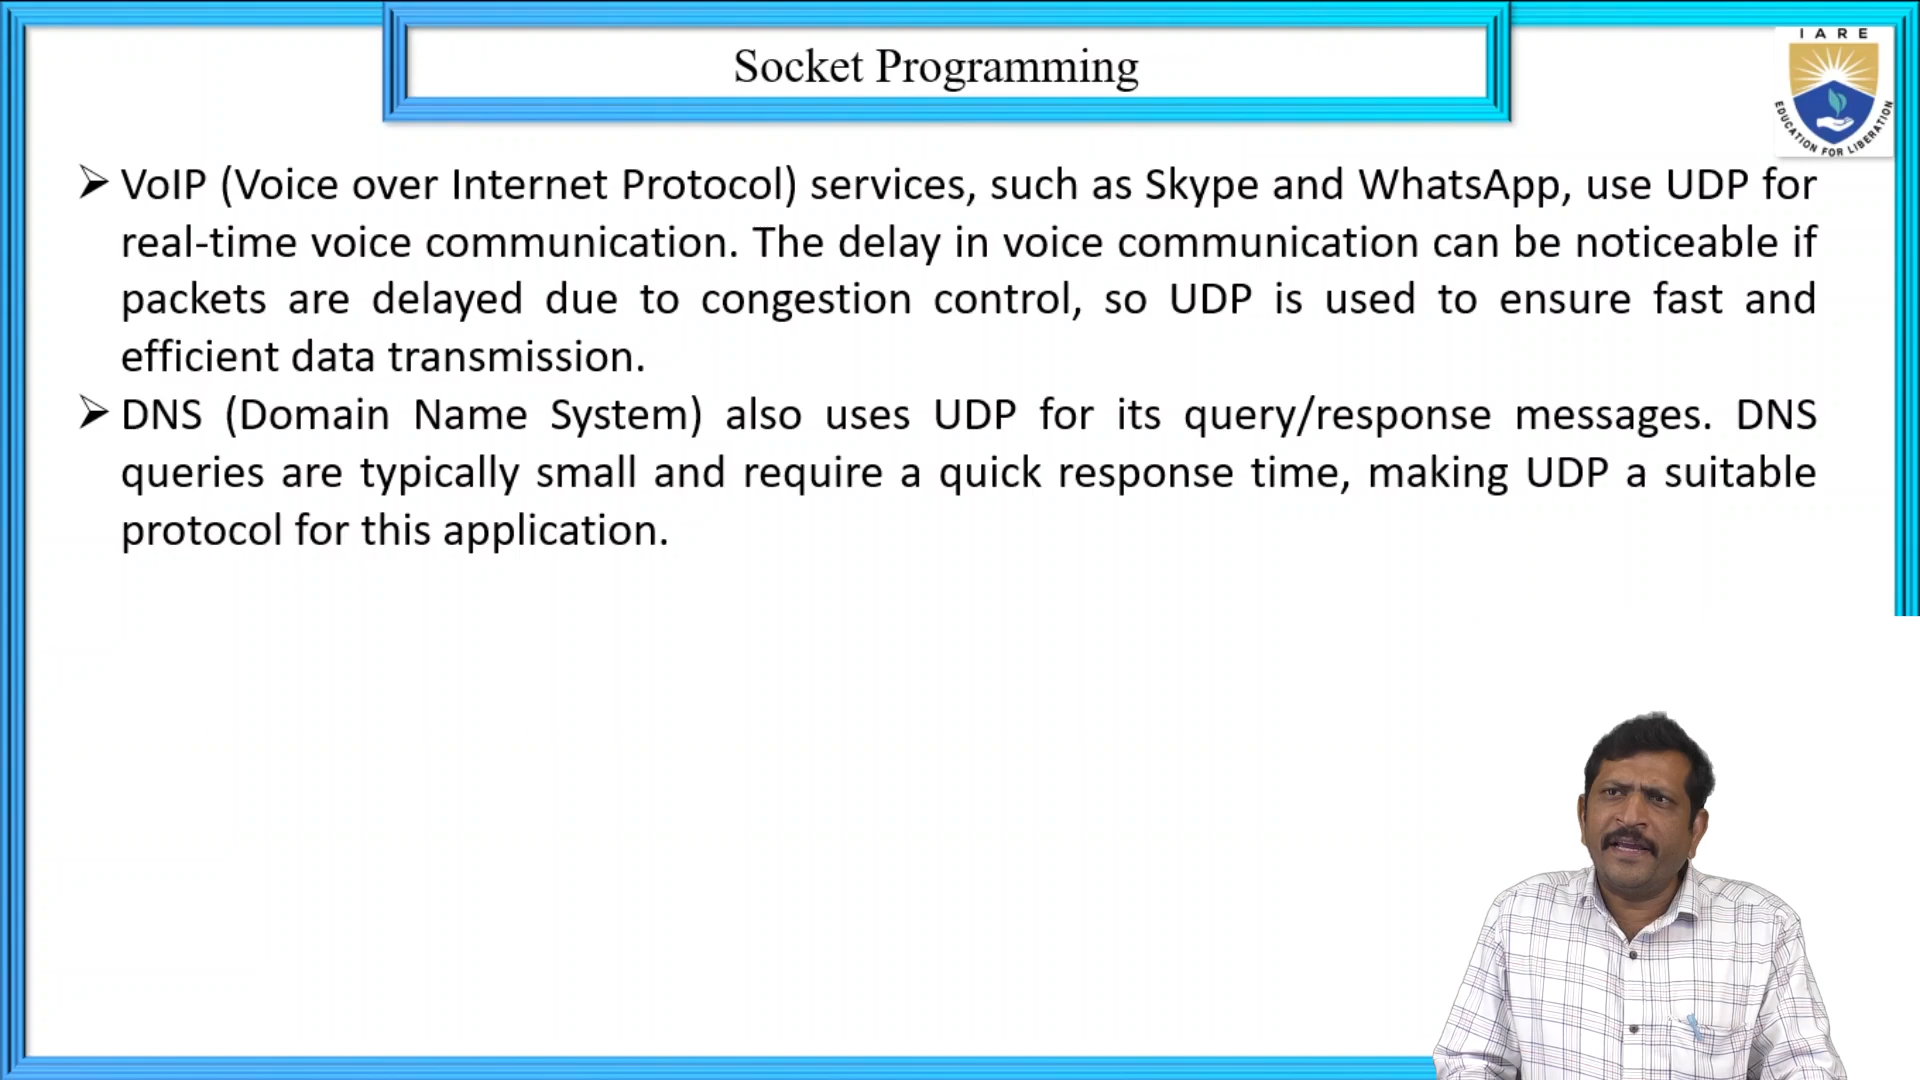 Socket Programming
IARE
EDUCATION FOR LIBERATION
➢ VoIP (Voice over Internet Protocol) services, such as Skype and WhatsApp, use UDP for
real-time voice communication. The delay in voice communication can be noticeable if
packets are delayed due to congestion control, so UDP is used to ensure fast and
efficient data transmission.
➢ DNS (Domain Name System) also uses UDP for its query/response messages. DNS
queries are typically small and require a quick response time, making UDP a suitable
protocol for this application.